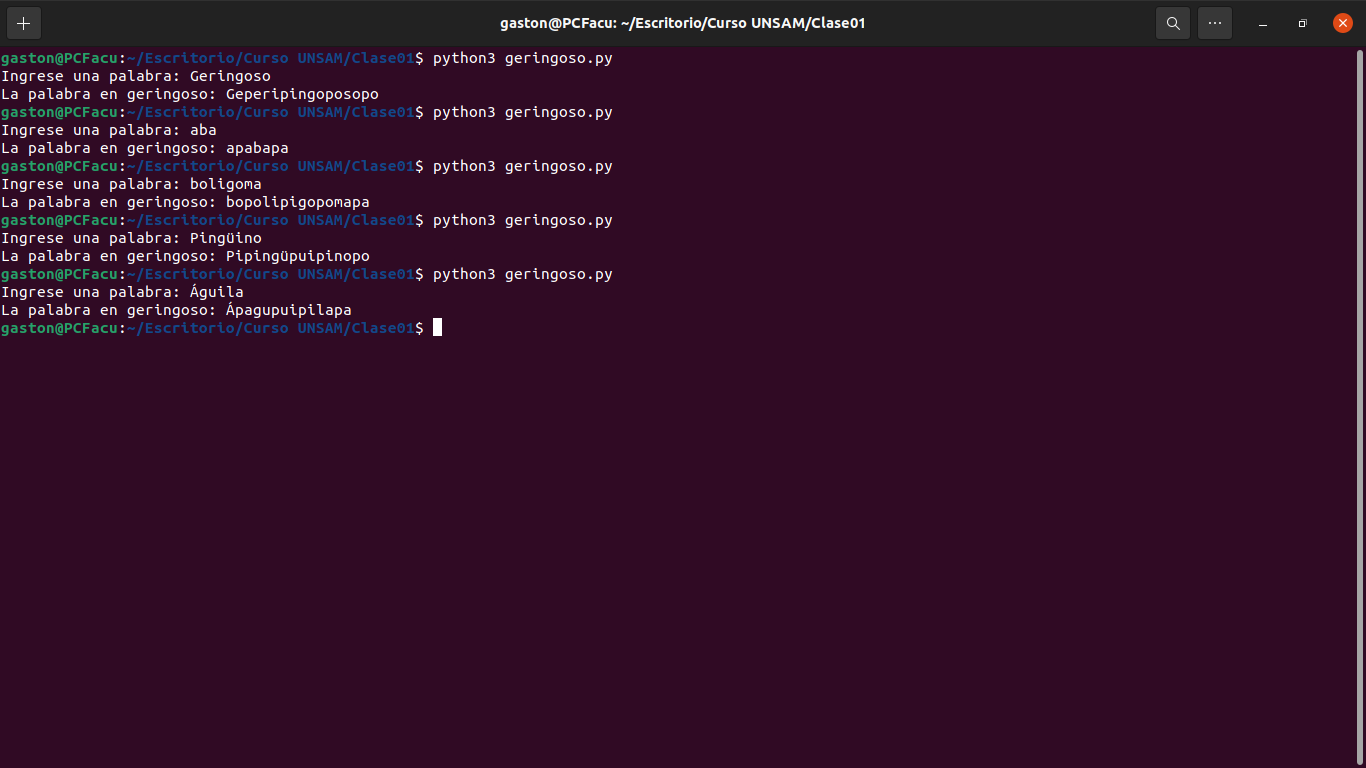 gaston@PCFacu: ~/Escritorio/Curso UNSAM/Clase01
gaston@PCFacu:~/Escritorio/Curso UNSAM/Clase01$ python3 geringoso.py
Ingrese una palabra: Geringoso
La palabra en geringoso: Geperipingoposopo
gaston@PCFacu:~/Escritorio/Curso UNSAM/Clase01$ python3 geringoso.py
Ingrese una palabra: aba
La palabra en geringoso: apabapa
gaston@PCFacu:~/Escritorio/Curso UNSAM/Clase01$ python3 geringoso.py
Ingrese una palabra: boligoma
La palabra en geringoso: bopolipigopomapa
gaston@PCFacu:~/Escritorio/Curso UNSAM/Clase01$ python3 geringoso.py
Ingrese una palabra: Pingüino
La palabra en geringoso: Pipingüpuipinopo
gaston@PCFacu:~/Escritorio/Curso UNSAM/Clase01$ python3 geringoso.py
Ingrese una palabra: Águila
La palabra en geringoso: Ápagupuipilapa
gaston@PCFacu:~/Escritorio/Curso UNSAM/Clase01$